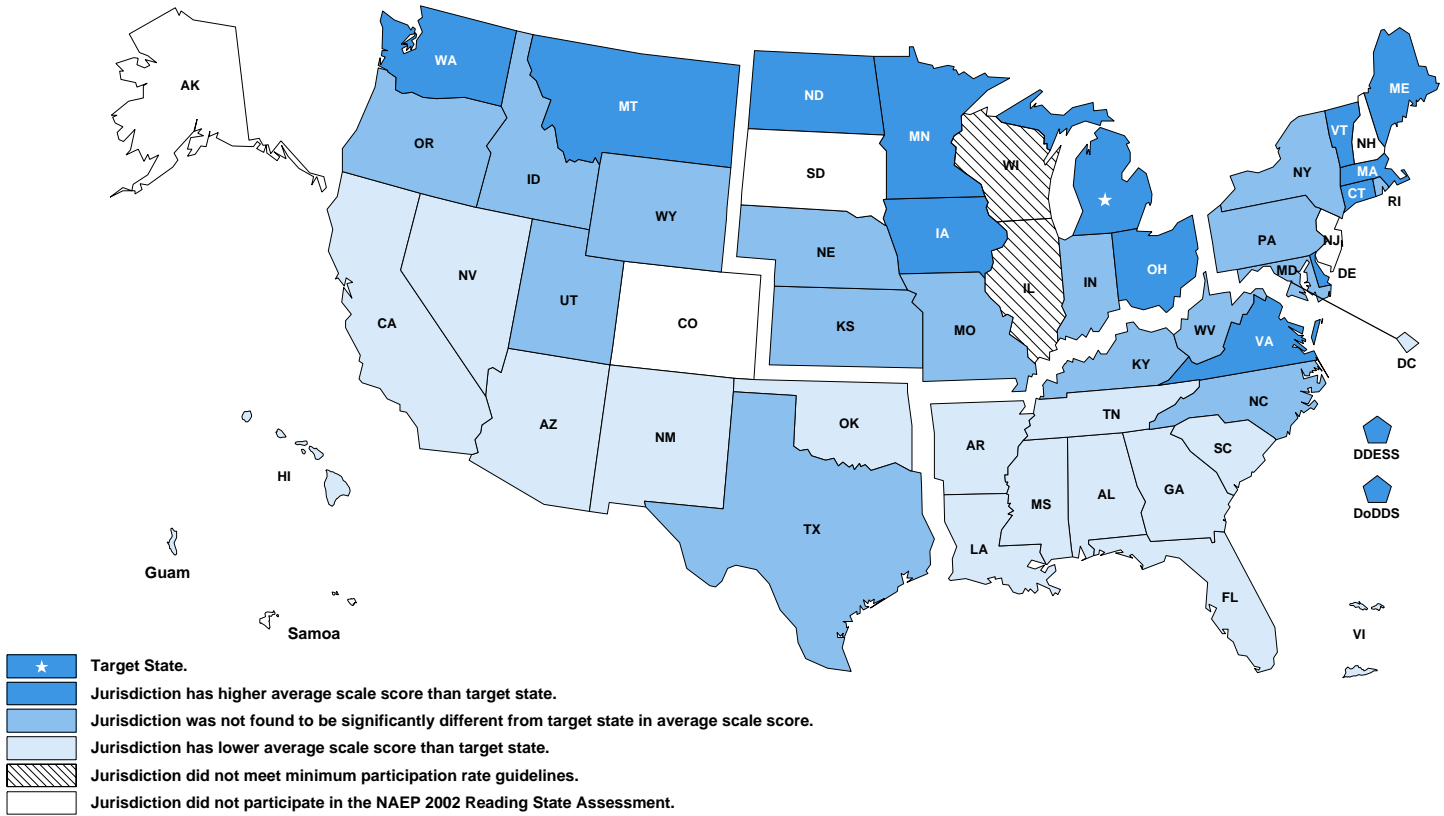 AK
WA
MT
ND
MN
ME
VT
NH
OR
ID
SD
WI
NY
MA
CT
RI
WY
IA
NE
PA
NJ
NV
UT
CO
KS
MO
IL
IN
OH
MD
DE
CA
WV
VA
KY
DC
AZ
NM
OK
AR
TN
NC
SC
HI
DDESS
MS
AL
GA
DoDDS
TX
LA
Guam
FL
Samoa
VI
Target State.
Jurisdiction has higher average scale score than target state.
Jurisdiction was not found to be significantly different from target state in average scale score.
Jurisdiction has lower average scale score than target state.
Jurisdiction did not meet minimum participation rate guidelines.
Jurisdiction did not participate in the NAEP 2002 Reading State Assessment.